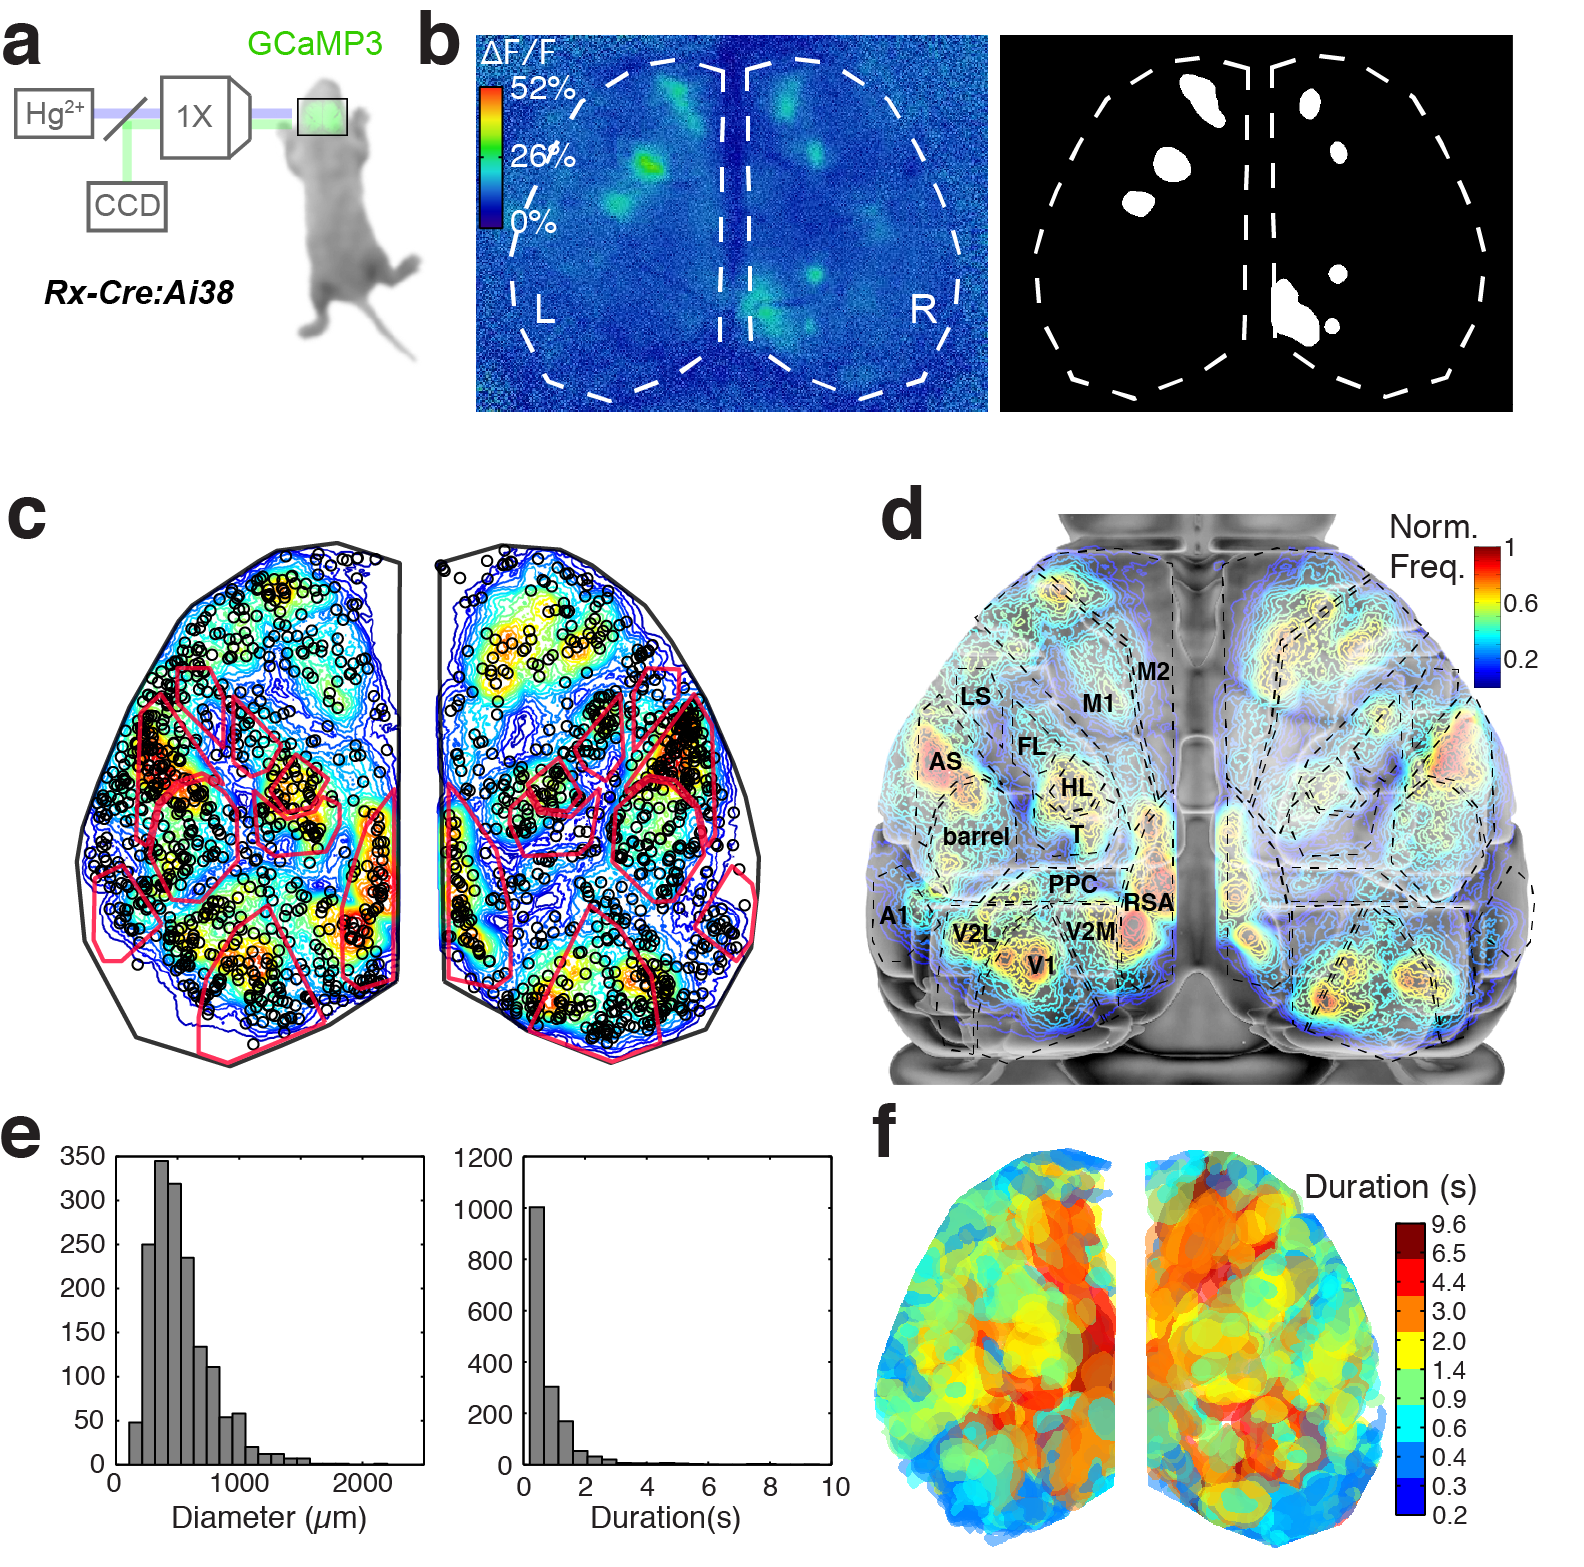 a
GCaMP3
Hg2+
1X
CCD
Rx-Cre:Ai38
b
ΔF/F
52%
26%
0%
L
R
c
d
Norm.
Freq.
1
0.6
0.2
M2
LS
M1
FL
AS
HL
barrel
T
PPC
RSA
A1
V2L
V2M
V1
e
350
300
250
200
150
100
50
0
0
1000
2000
Diameter (µm)
1200
1000
800
600
400
200
0
0
2
4
6
8
10
Duration(s)
f
Duration (s)
9.6
6.5
4.4
3.0
2.0
1.4
0.9
0.6
0.4
0.3
0.2